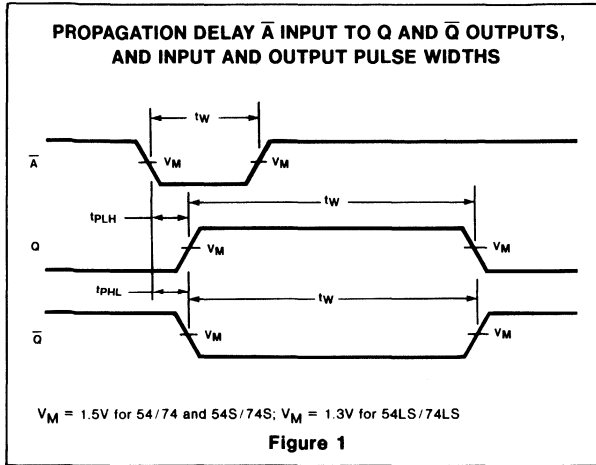 PROPAGATION DELAY A̅ INPUT TO Q AND Q̅ OUTPUTS,
AND INPUT AND OUTPUT PULSE WIDTHS
tW
A̅
VM
VM
tPLH
tW
Q
VM
VM
tPHL
tW
Q̅
VM
VM
VM = 1.5V for 54/74 and 54S/74S; VM = 1.3V for 54LS/74LS
Figure 1